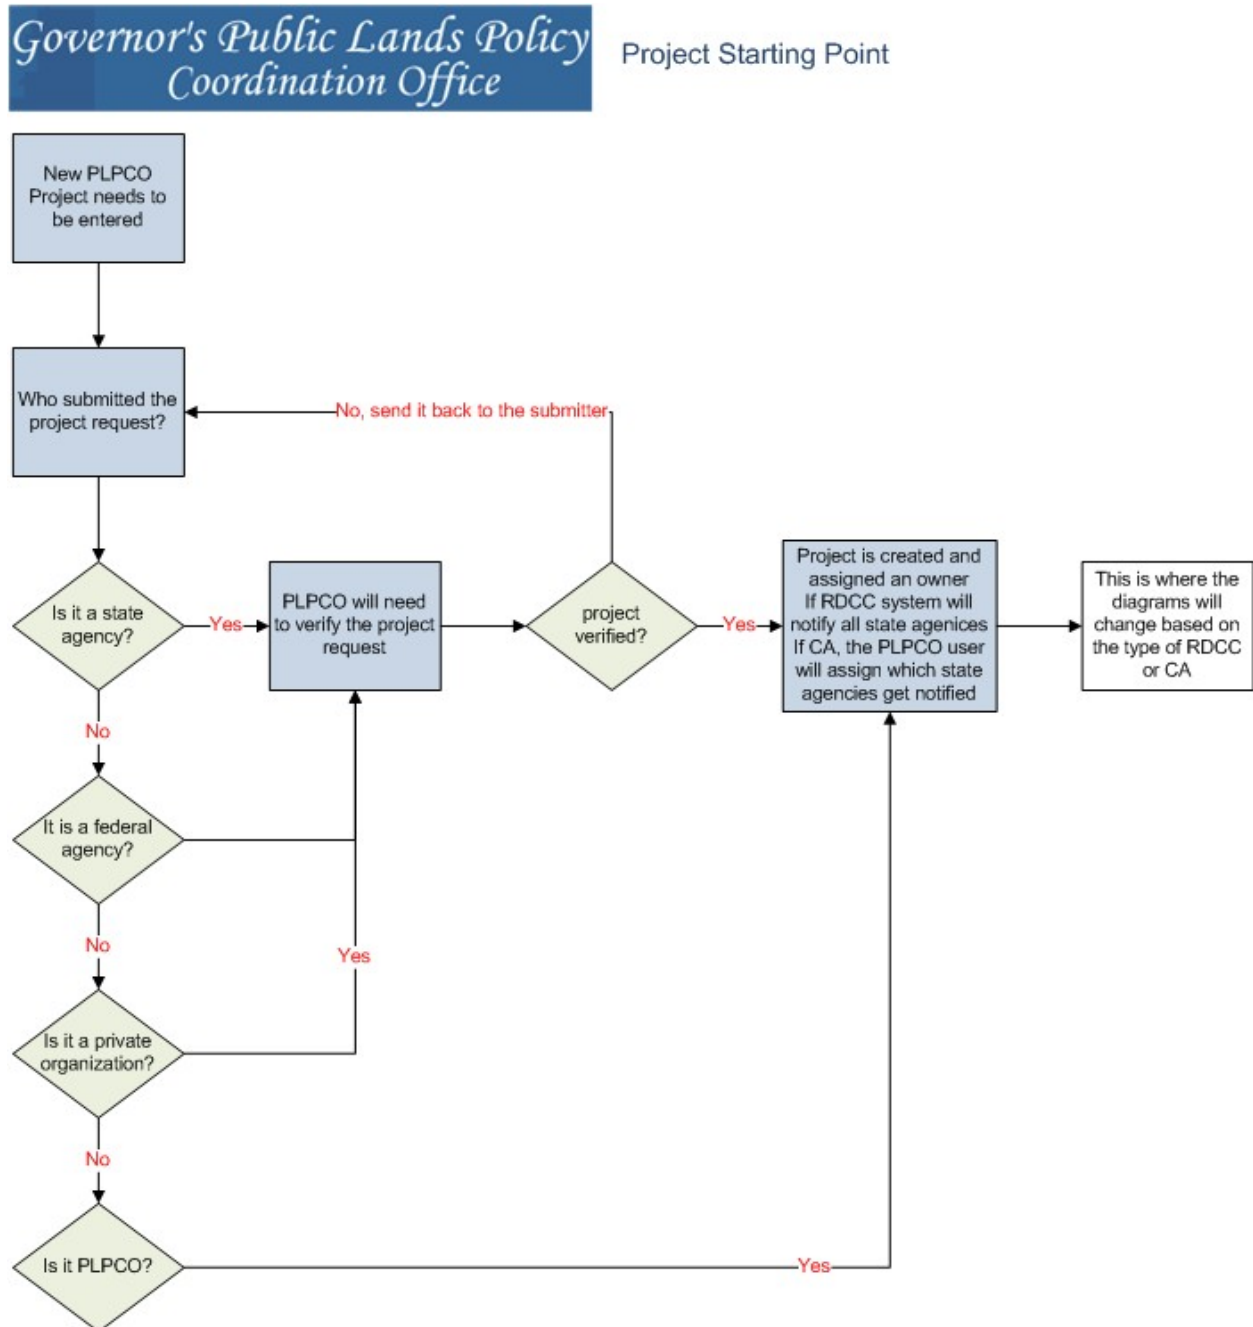 Governor's Public Lands Policy
Coordination Office
Project Starting Point
New PLPCO
Project needs to
be entered
Who submitted the
project request?
No, send it back to the submitter
Is it a state
agency?
Yes
PLPCO will need
to verify the project
request
project
verified?
Yes
Project is created and
assigned an owner
If RDCC system will
notify all state agenices
If CA, the PLPCO user
will assign which state
agencies get notified
This is where the
diagrams will
change based on
the type of RDCC
or CA
No
It is a federal
agency?
No
Yes
Is it a private
organization?
No
Is it PLPCO?
Yes